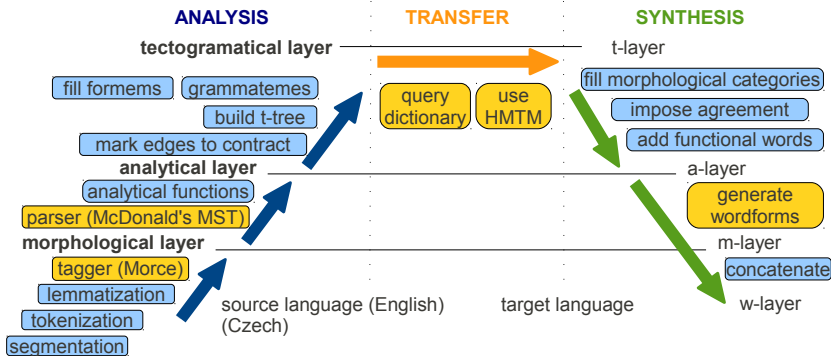 ANALYSIS TRANSFER SYNTHESIS
tectogramatical layer t-layer
fill formems grammatemes
build t-tree
mark edges to contract
query
dictionary
use
HMTM
fill morphological categories
impose agreement
add functional words
analytical layer a-layer
analytical functions
parser (McDonald's MST)
generate
wordforms
morphological layer m-layer
tagger (Morce)
lemmatization
tokenization
segmentation
concatenate
source language (English)
(Czech)
target language
w-layer